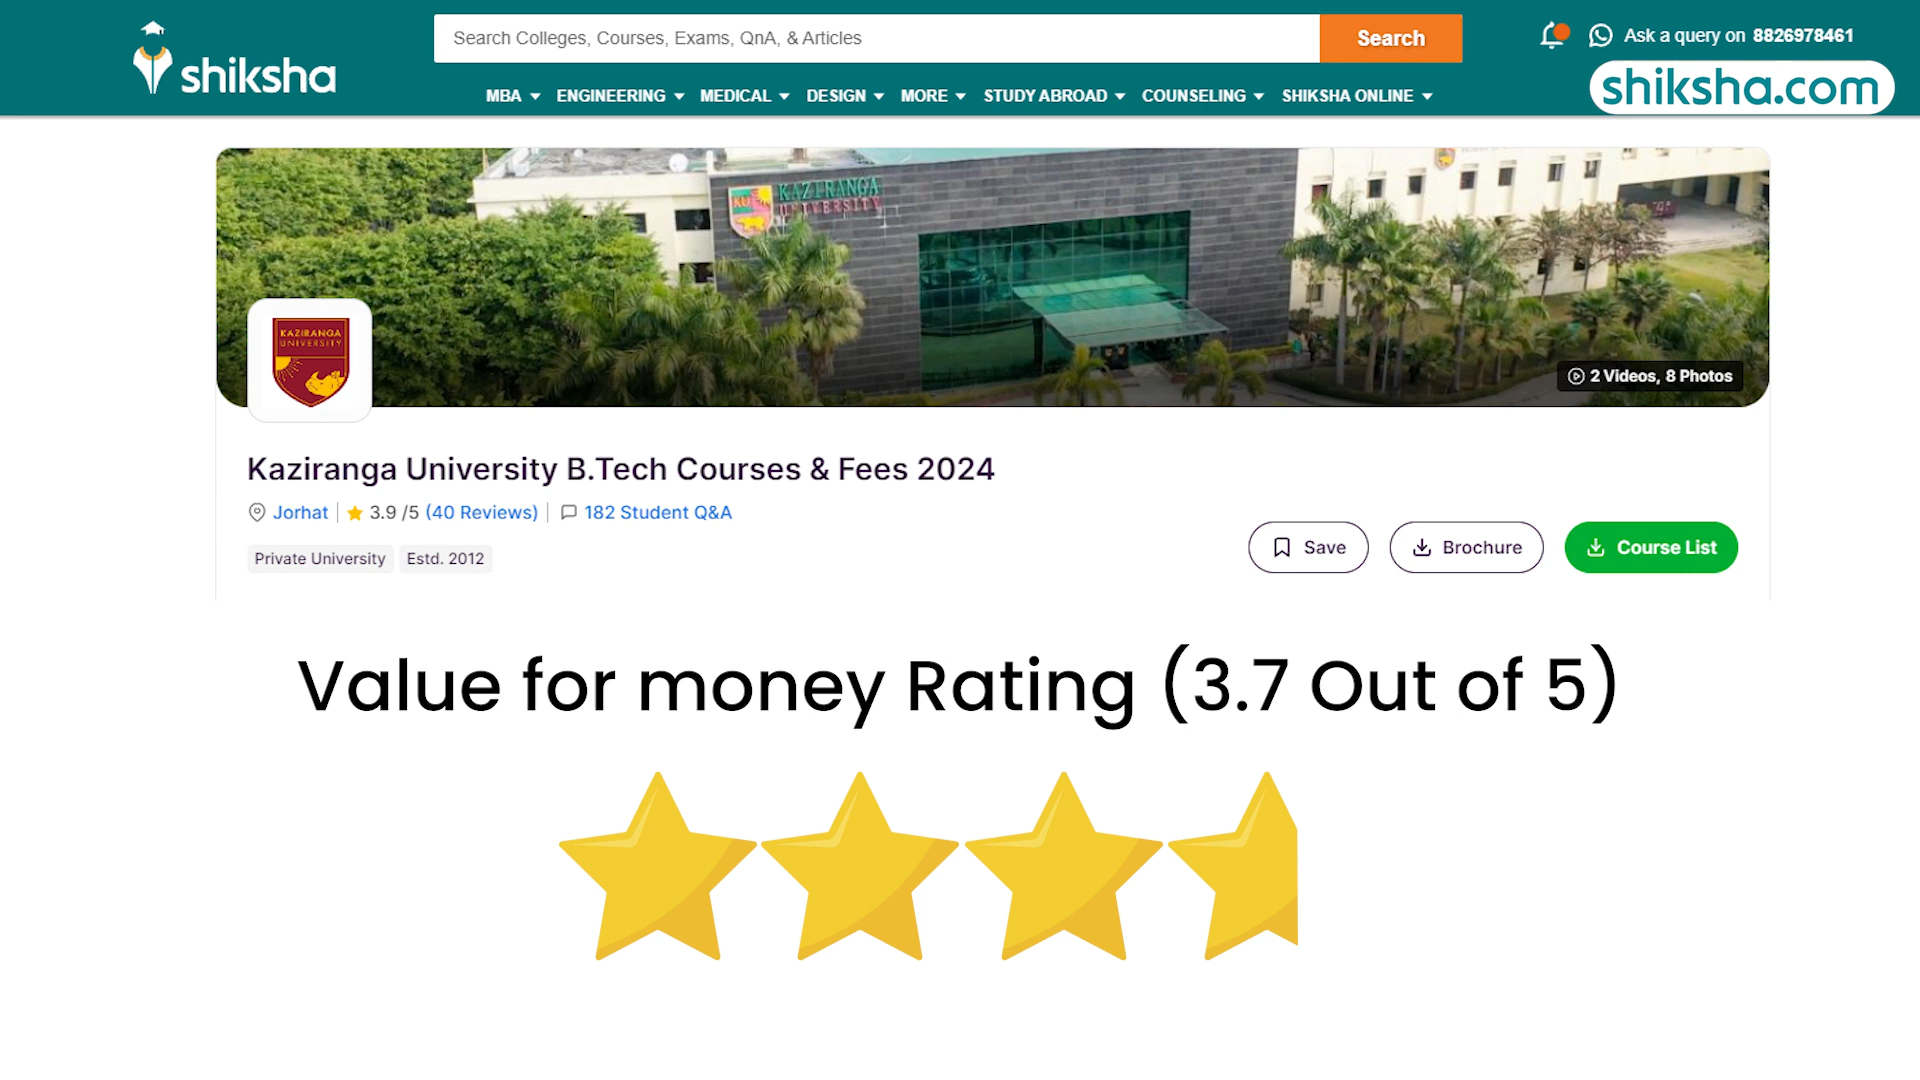 shiksha
Search Colleges, Courses, Exams, QnA, & Articles
Search
Ask a query on 8826978461
shiksha.com
MBA ENGINEERING MEDICAL DESIGN MORE STUDY ABROAD COUNSELING SHIKSHA ONLINE
KU
KAZIRANGA
UNIVERSITY
KAZIRANGA
UNIVERSITY
2 Videos, 8 Photos
Kaziranga University B.Tech Courses & Fees 2024
Jorhat 3.9 /5 (40 Reviews) 182 Student Q&A
Private University Estd. 2012
Save Brochure Course List
Value for money Rating (3.7 Out of 5)